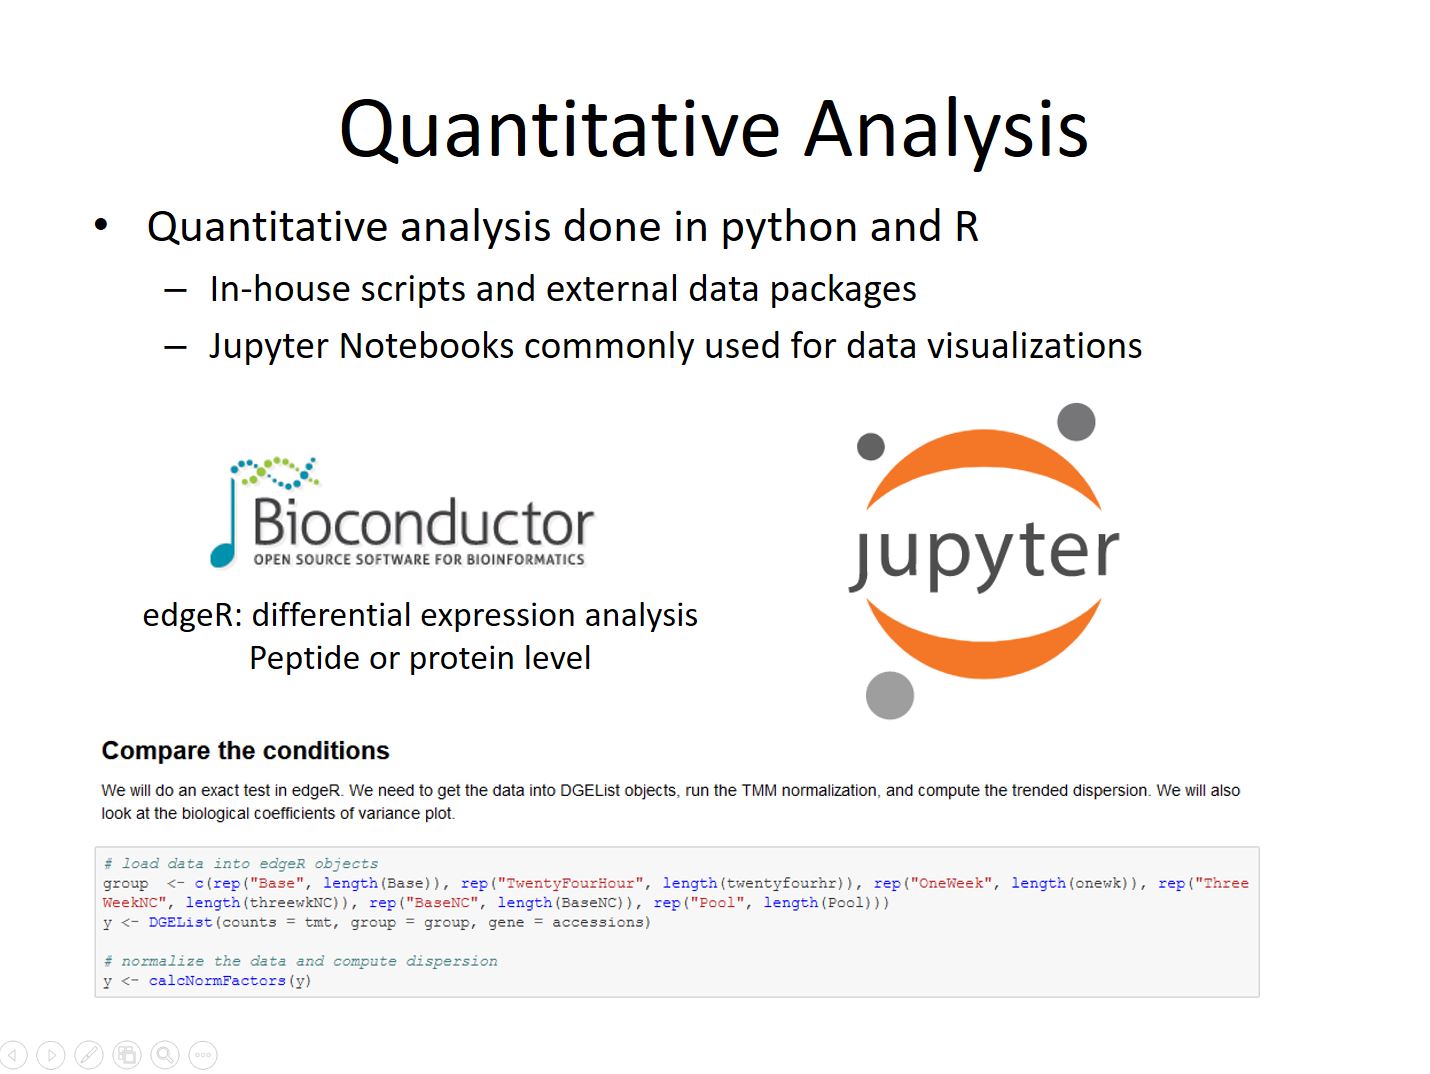 Quantitative Analysis
• Quantitative analysis done in python and R
– In-house scripts and external data packages
– Jupyter Notebooks commonly used for data visualizations
Bioconductor
OPEN SOURCE SOFTWARE FOR BIOINFORMATICS
edgeR: differential expression analysis
Peptide or protein level
jupyter
Compare the conditions
We will do an exact test in edgeR. We need to get the data into DGEList objects, run the TMM normalization, and compute the trended dispersion. We will also
look at the biological coefficients of variance plot.
# load data into edgeR objects
group  <- c(rep("Base", length(Base)), rep("TwentyFourHour", length(twentyfourhr)), rep("OneWeek", length(onewk)), rep("Three
WeekNC", length(threewkNC)), rep("BaseNC", length(BaseNC)), rep("Pool", length(Pool)))
y <- DGEList(counts = tmt, group = group, gene = accessions)
# normalize the data and compute dispersion
y <- calcNormFactors(y)